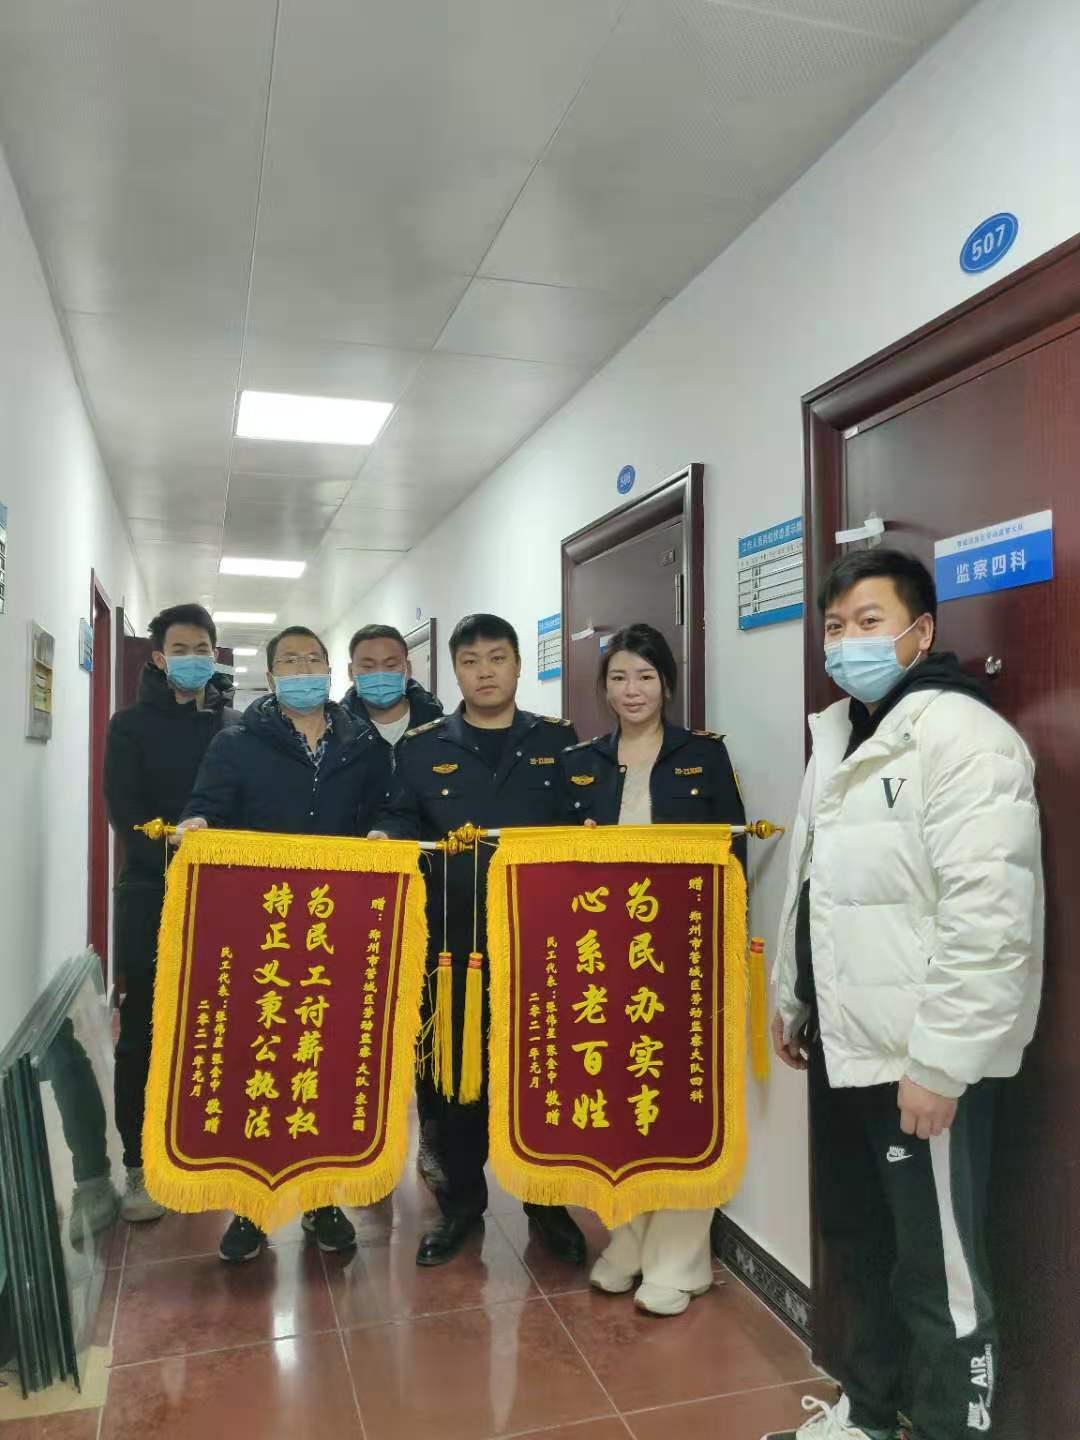 507
508
监察四科
赠：郑州市管城区劳动监察大队
为民工讨薪维权
持正义秉公执法
民工代表：张伟星 张金中 敬赠
二零二一年元月
赠：郑州市管城区劳动监察大队四科
为民办实事
心系老百姓
民工代表：张伟星 张金中 敬赠
二零二一年元月
V
NIKE
NIKE AIR